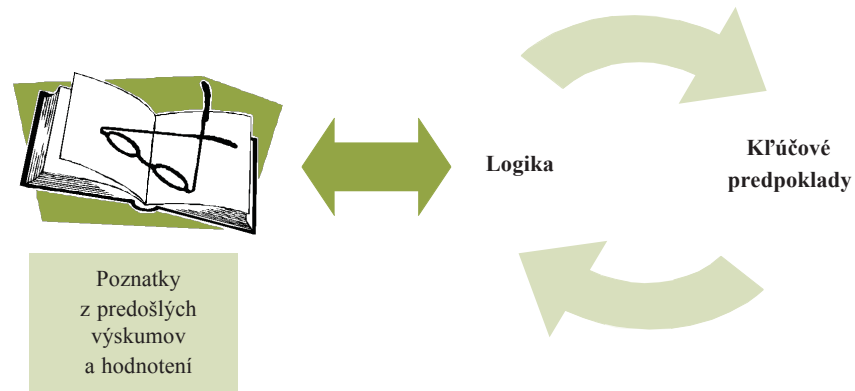 Logika
Kľúčové
predpoklady
Poznatky
z predošlých
výskumov
a hodnotení